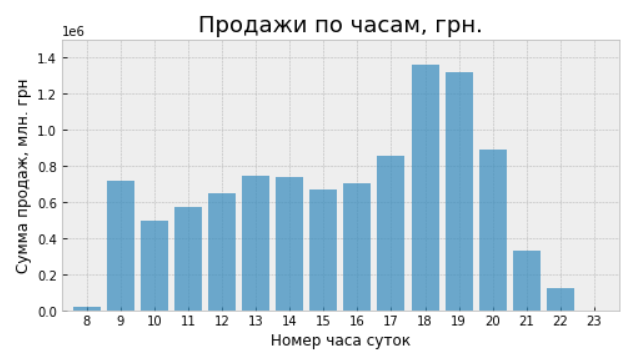 Продажи по часам, грн.
1e6
Сумма продаж, млн. грн
1.4
1.2
1.0
0.8
0.6
0.4
0.2
0.0
8 9 10 11 12 13 14 15 16 17 18 19 20 21 22 23
Номер часа суток